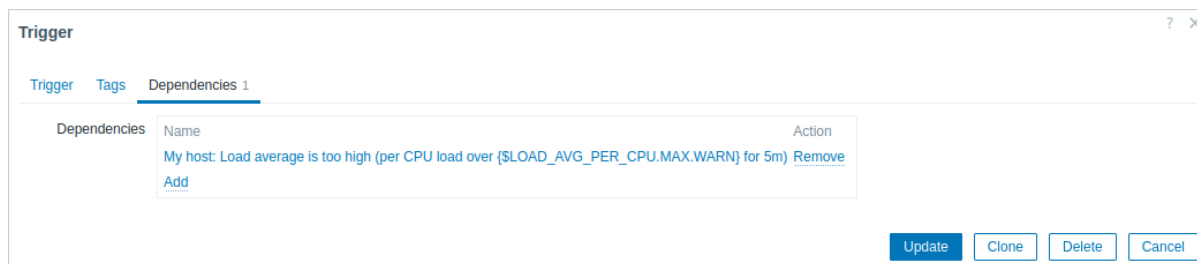 Trigger
? ×
Trigger Tags Dependencies 1
Dependencies Name Action
My host: Load average is too high (per CPU load over {$LOAD_AVG_PER_CPU.MAX.WARN} for 5m) Remove
Add
Update Clone Delete Cancel